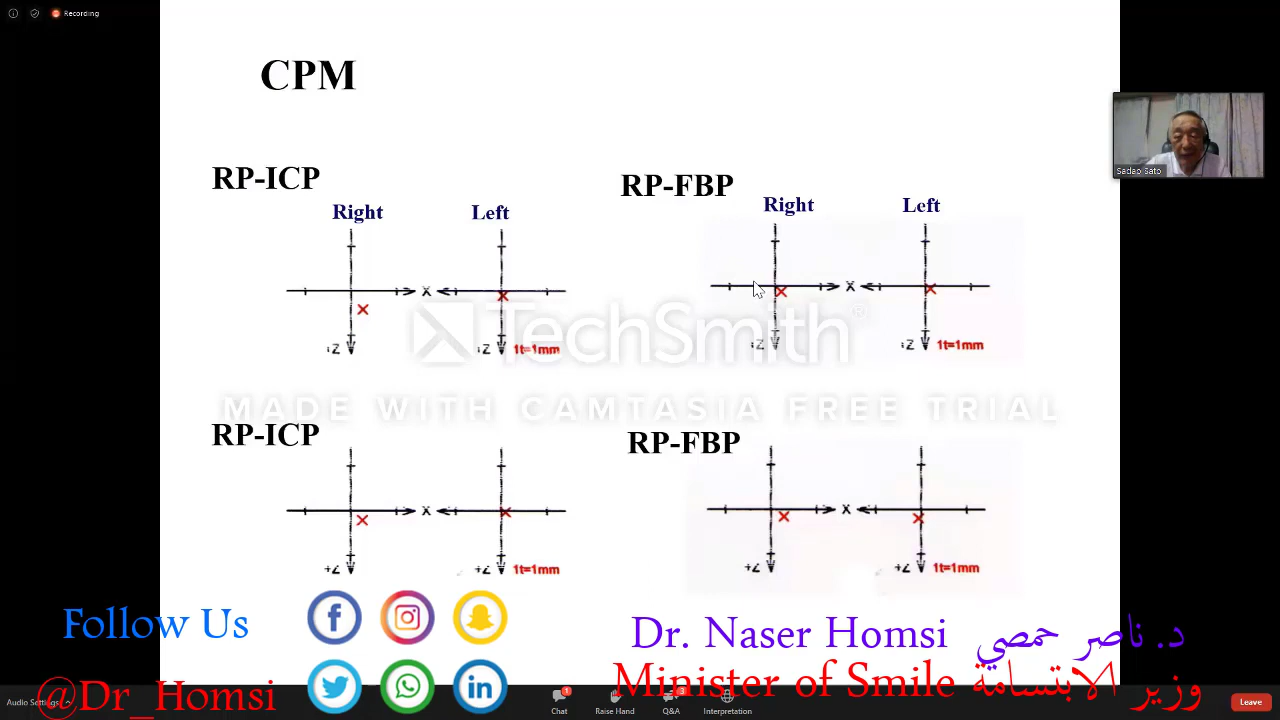 Recording
CPM
Sadao Sato
RP-ICP
RP-FBP
Right Left
Right Left
X
X
+Z +Z 1t=1mm
+Z +Z 1t=1mm
TechSmith®
MADE WITH CAMTASIA FREE TRIAL
RP-ICP
RP-FBP
X
X
+Z +Z 1t=1mm
+Z +Z 1t=1mm
Follow Us
Dr. Naser Homsi د. ناصر حمصي
@Dr_Homsi
Minister of Smile وزير الابتسامة
Audio Settings
1
3
Chat Raise Hand Q&A Interpretation
Leave